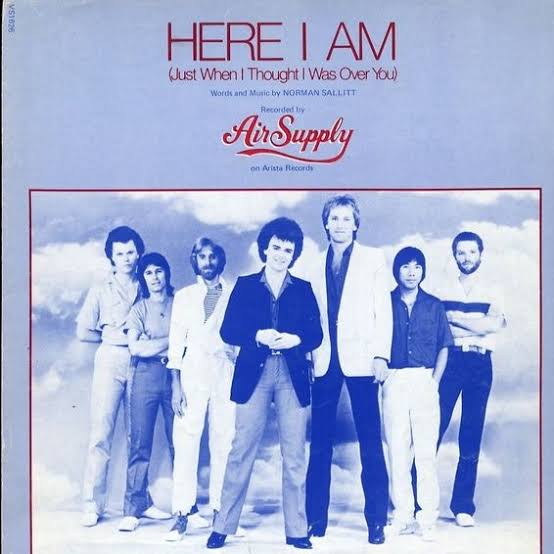 VS1626
HERE I AM
(Just When I Thought I Was Over You)
Words and Music by NORMAN SALLITT
Recorded by
Air Supply
on Arista Records